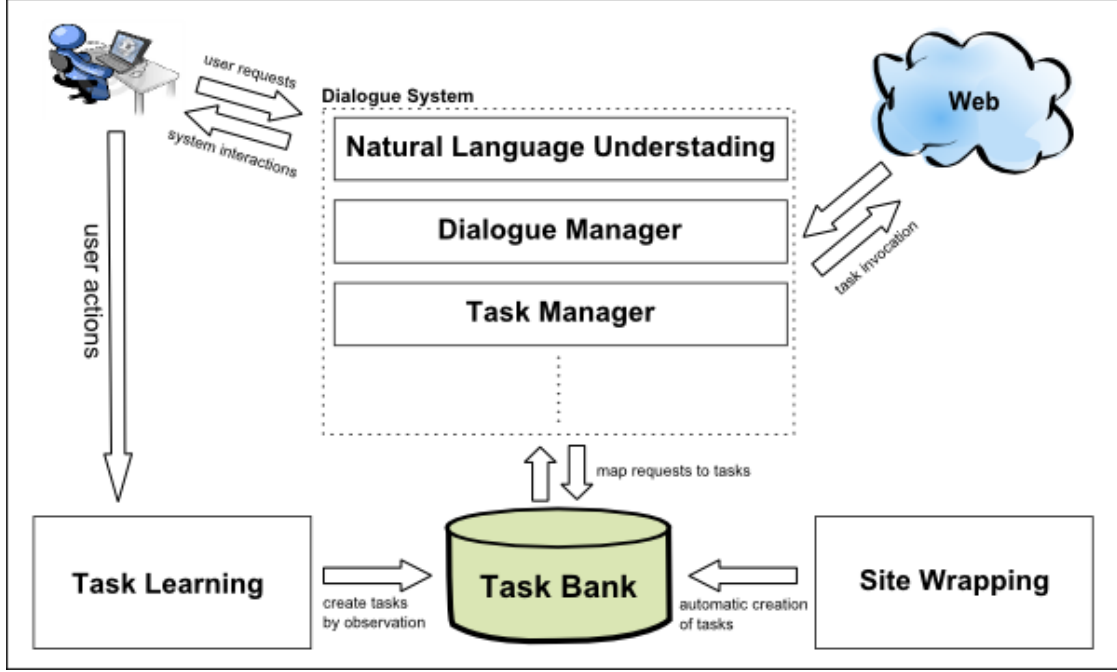 user requests
system interactions
Dialogue System
Natural Language Understading
Dialogue Manager
Task Manager
Web
task invocation
user actions
map requests to tasks
Task Learning
create tasks
by observation
Task Bank
automatic creation
of tasks
Site Wrapping